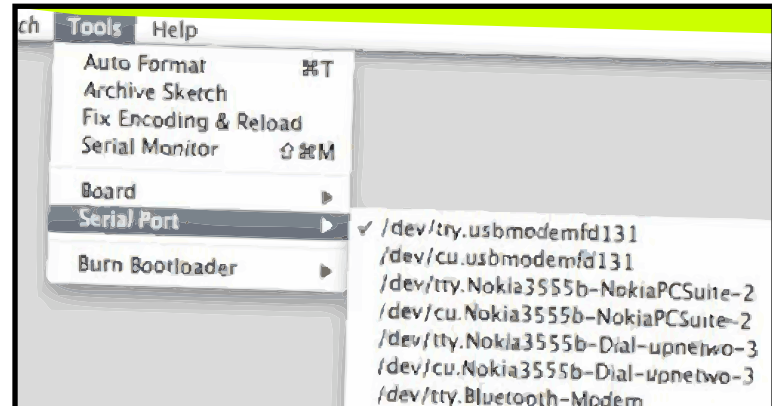 ch Tools Help
Auto Format ⌘T
Archive Sketch
Fix Encoding & Reload
Serial Monitor ⇧⌘M
Board ▶
Serial Port ▶
Burn Bootloader ▶
✓ /dev/tty.usbmodemfd131
/dev/cu.usbmodemfd131
/dev/tty.Nokia3555b-NokiaPCSuite-2
/dev/cu.Nokia3555b-NokiaPCSuite-2
/dev/tty.Nokia3555b-Dial-upnetwo-3
/dev/cu.Nokia3555b-Dial-upnetwo-3
/dev/tty.Bluetooth-Modem